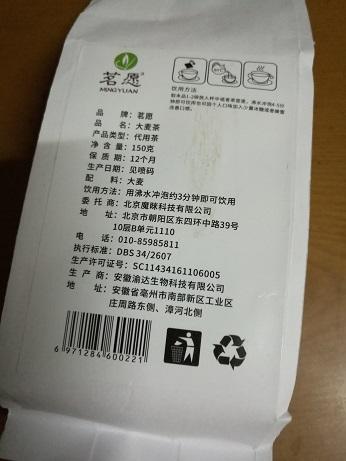 茗愿
MINGYUAN
饮用方法
品 牌：茗愿
品 名：大麦茶
产品类型：代用茶
净 含 量：150克
保 质 期：12个月
生产日期：见喷码
配 料：大麦
饮用方法：用沸水冲泡约3分钟即可饮用
委 托 商：北京魔睐科技有限公司
地 址：北京市朝阳区东四环中路39号
10层B单元1110
电 话：010-85985811
执行标准：DBS 34/2607
生产许可证号：SC11434161106005
生 产 商：安徽渝达生物科技有限公司
地 址：安徽省亳州市南部新区工业区
庄周路东侧、漳河北侧
6 971284 600221